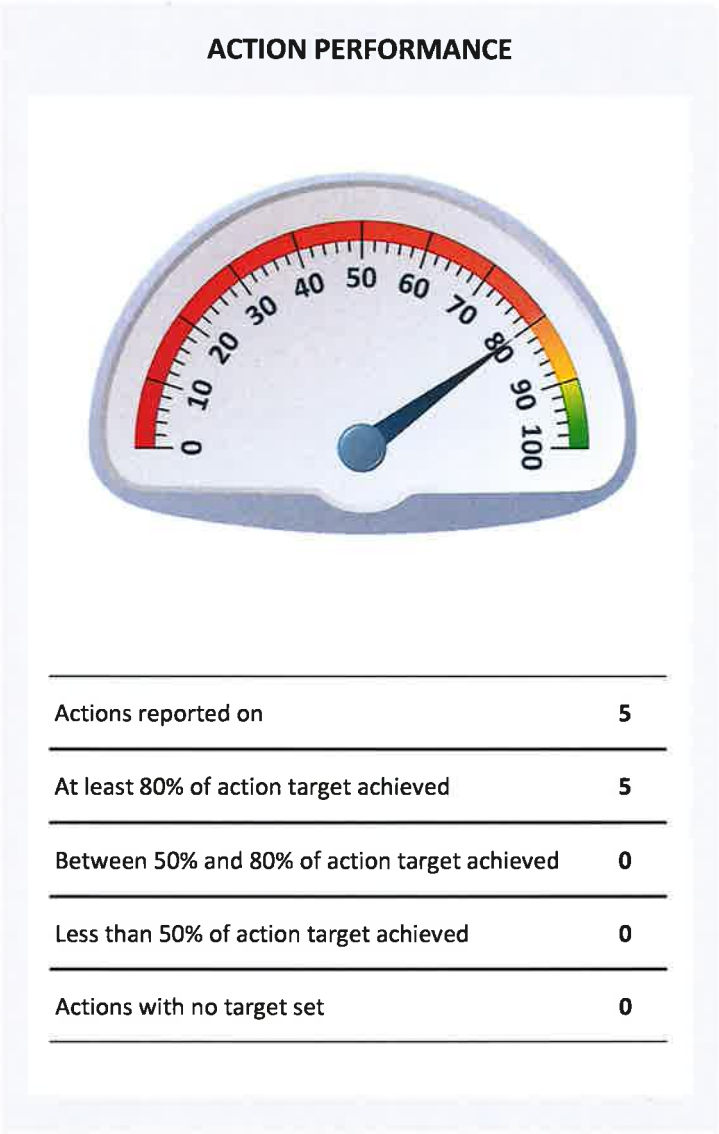 ACTION PERFORMANCE
0
10
20
30
40
50
60
70
80
90
100
Actions reported on 5
At least 80% of action target achieved 5
Between 50% and 80% of action target achieved 0
Less than 50% of action target achieved 0
Actions with no target set 0